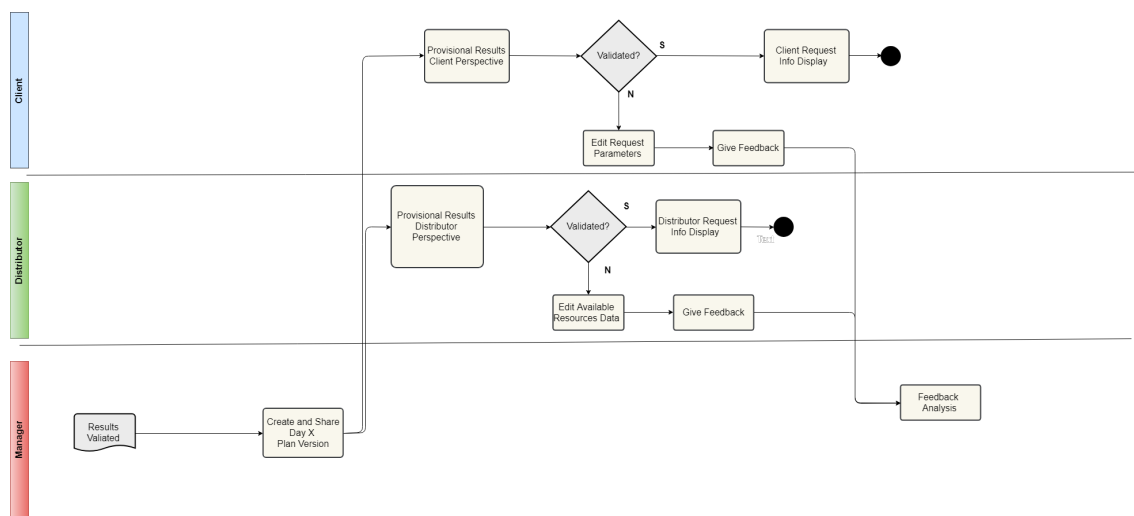 Client
Provisional Results
Client Perspective
Validated?
S
N
Client Request
Info Display
Edit Request
Parameters
Give Feedback
Distributor
Provisional Results
Distributor
Perspective
Validated?
S
N
Distributor Request
Info Display
Edit Available
Resources Data
Give Feedback
Manager
Results
Valiated
Create and Share
Day X
Plan Version
Feedback
Analysis